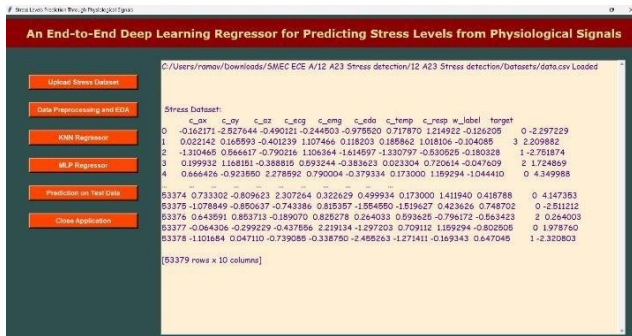 Stress Levels Prediction Through Physiological Signals
An End-to-End Deep Learning Regressor for Predicting Stress Levels from Physiological Signals
Upload Stress Dataset
Data Preprocessing and EDA
KNN Regressor
MLP Regressor
Prediction on Test Data
Close Application
C:/Users/ramav/Downloads/SMEC ECE A/12 A23 Stress detection/12 A23 Stress detection/Datasets/data.csv Loaded
Stress Dataset:
c_ax c_ay c_az c_ecg c_emg c_eda c_temp c_resp w_label target
0 -0.162171 -2.527644 -0.490121 -0.244503 -0.975520 0.717870 1.214922 -0.126205 0 -2.297229
1 0.022142 0.165593 -0.401239 1.107466 0.118203 0.185862 1.018106 -0.104085 3 2.209882
2 -1.310465 0.566617 -0.790216 1.106364 -1.614597 -1.330797 -0.530525 -0.180328 1 -2.751874
3 0.199932 1.168151 -0.388815 0.593244 -0.383623 0.023304 0.720614 -0.047609 2 1.724869
4 0.666426 -0.923550 2.278592 0.790004 -0.379334 0.173000 1.159294 -1.044410 0 4.349988
... ... ... ... ... ... ... ... ... ... ...
53374 0.733302 -0.809623 2.307264 0.322629 0.499934 0.173000 1.411940 0.418788 0 4.147353
53375 -1.078849 -0.850637 -0.743386 0.815357 -1.554550 -1.519627 0.423626 0.748702 0 -2.511212
53376 0.643591 0.853713 -0.189070 0.825278 0.264033 0.593625 -0.796172 -0.563423 2 0.264003
53377 -0.064306 -0.299229 -0.437556 2.219134 -1.297203 0.709112 1.159294 -0.802505 0 1.978760
53378 -1.101684 0.047110 -0.739085 -0.338750 -2.455263 -1.271411 -0.169343 0.647045 1 -2.320803
[53379 rows x 10 columns]